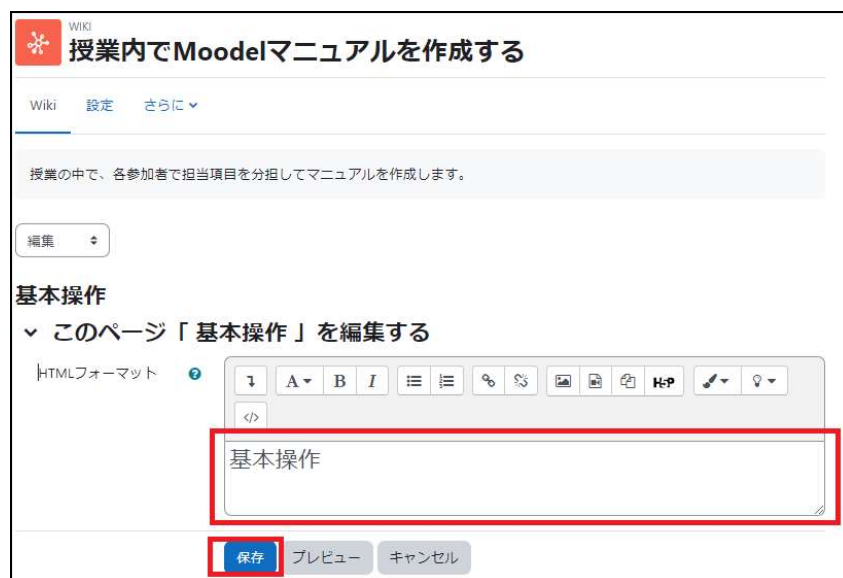 WIKI
授業内でMoodelマニュアルを作成する
Wiki 設定 さらに
授業の中で、各参加者で担当項目を分担してマニュアルを作成します。
編集
基本操作
このページ「 基本操作 」を編集する
HTMLフォーマット
A B I H-P
</>
基本操作
保存 プレビュー キャンセル